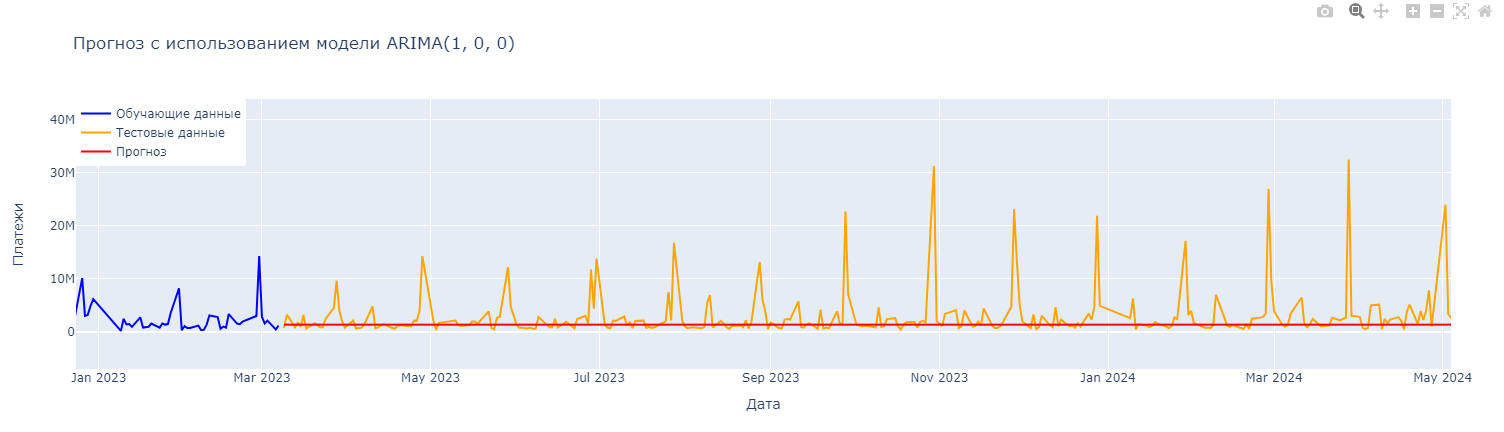 Прогноз с использованием модели ARIMA(1, 0, 0)
Обучающие данные
Тестовые данные
Прогноз
40M
30M
20M
10M
0
Платежи
Jan 2023
Mar 2023
May 2023
Jul 2023
Sep 2023
Nov 2023
Jan 2024
Mar 2024
May 2024
Дата